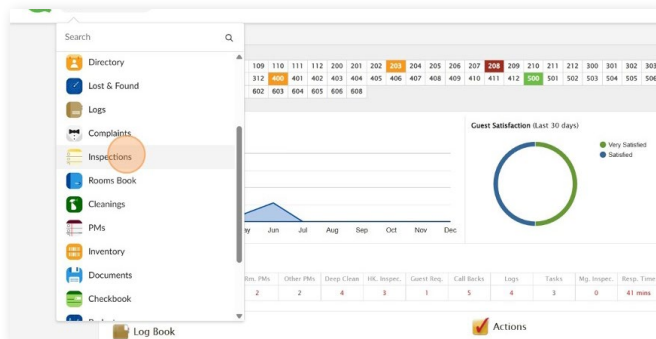 Search
Directory
Lost & Found
Logs
Complaints
Inspections
Rooms Book
Cleanings
PMs
Inventory
Documents
Checkbook
109 110 111 112 200 201 202 203 204 205 206 207 208 209 210 211 212 300 301 302 303
312 400 401 402 403 404 405 406 407 408 409 410 411 412 500 501 502 503 504 505 506
602 603 604 605 606 608
Guest Satisfaction (Last 30 days)
Very Satisfied
Satisfied
Jun Jul Aug Sep Oct Nov Dec
Rm. PMs Other PMs Deep Clean HK. Inspec. Guest Req. Call Backs Logs Tasks Mg. Inspec. Resp. Time
2 2 4 3 1 5 4 3 0 41 mins
Log Book
Actions